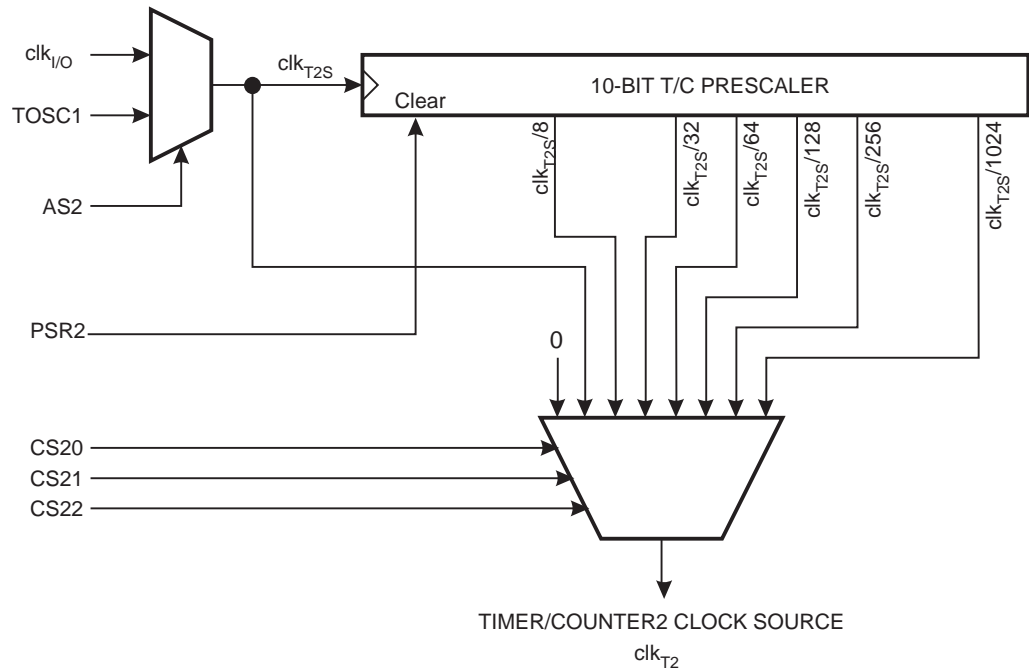 clkI/O
clkT2S
10-BIT T/C PRESCALER
TOSC1
Clear
clkT2S/8
clkT2S/32
clkT2S/64
clkT2S/128
clkT2S/256
clkT2S/1024
AS2
PSR2
0
CS20
CS21
CS22
TIMER/COUNTER2 CLOCK SOURCE
clkT2